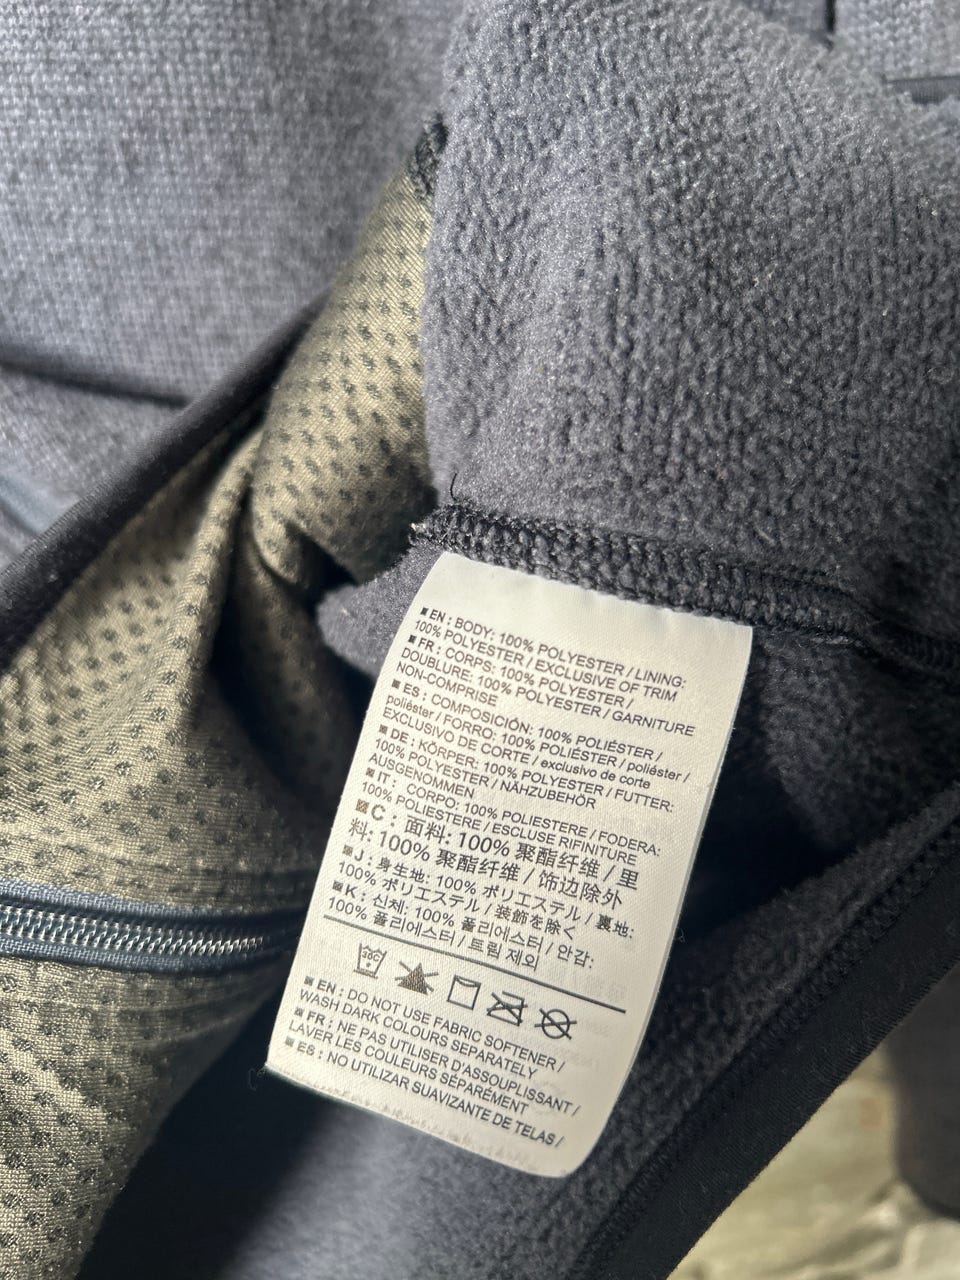 EN : BODY: 100% POLYESTER / LINING:
100% POLYESTER / EXCLUSIVE OF TRIM
FR : CORPS: 100% POLYESTER /
DOUBLURE: 100% POLYESTER / GARNITURE
NON-COMPRISE
ES : COMPOSICIÓN: 100% POLIÉSTER /
poliéster / FORRO: 100% POLIÉSTER / poliéster /
EXCLUSIVO DE CORTE / exclusivo de corte
DE : KÖRPER: 100% POLYESTER / FUTTER:
100% POLYESTER / NÄHZUBEHÖR
AUSGENOMMEN
IT : CORPO: 100% POLIESTERE / FODERA:
100% POLIESTERE / ESCLUSE RIFINITURE
C : 面料: 100% 聚酯纤维 / 里
料: 100% 聚酯纤维 / 饰边除外
J : 身生地: 100% ポリエステル / 裏地:
100% ポリエステル / 装飾を除く
K : 신체: 100% 폴리에스터 / 안감:
100% 폴리에스터 / 트림 제외
30C
EN : DO NOT USE FABRIC SOFTENER /
WASH DARK COLOURS SEPARATELY
FR : NE PAS UTILISER D'ASSOUPLISSANT /
LAVER LES COULEURS SÉPARÉMENT
ES : NO UTILIZAR SUAVIZANTE DE TELAS /